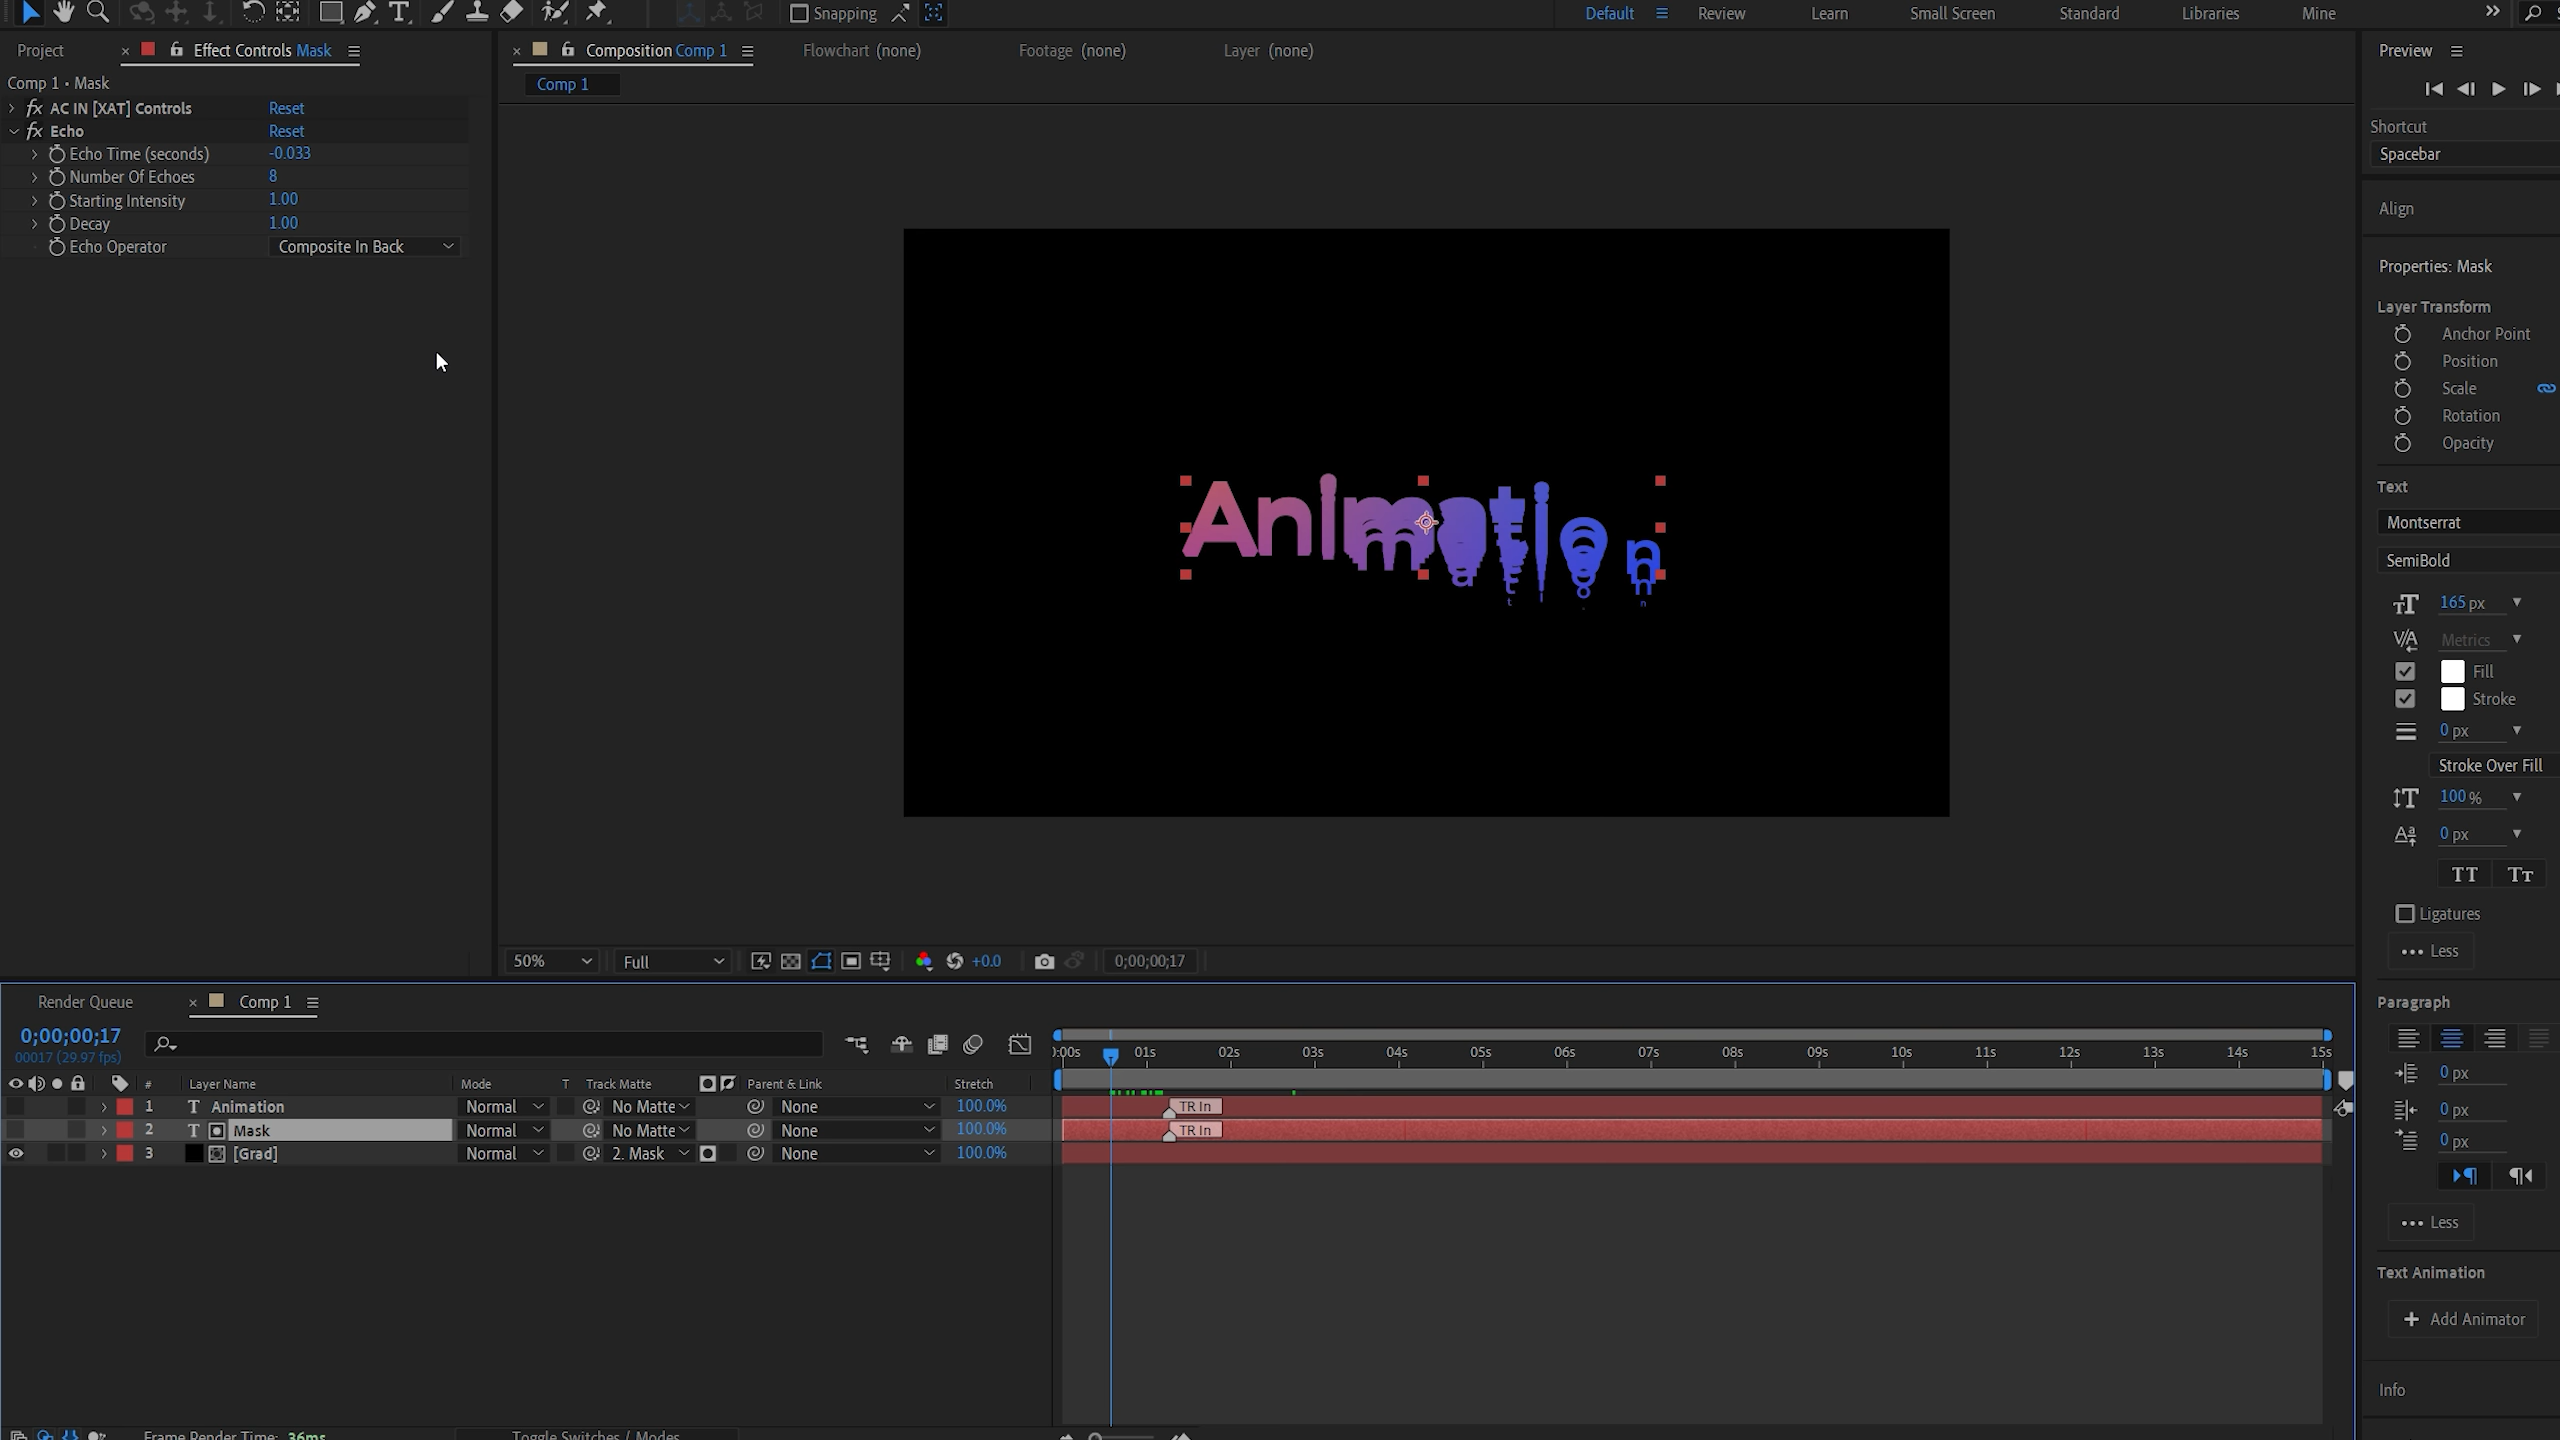 Snapping
Default
Review
Learn
Small Screen
Standard
Libraries
Mine
Project
Effect Controls Mask
Comp 1 • Mask
fx AC IN [XAT] Controls Reset
fx Echo Reset
Echo Time (seconds) -0.033
Number Of Echoes 8
Starting Intensity 1.00
Decay 1.00
Echo Operator Composite In Back
Composition Comp 1
Flowchart (none)
Footage (none)
Layer (none)
Comp 1
Animation
50%
Full
+0.0
0;00;00;17
Preview
Shortcut
Spacebar
Align
Properties: Mask
Layer Transform
Anchor Point
Position
Scale
Rotation
Opacity
Text
Montserrat
SemiBold
165 px
Metrics
Fill
Stroke
0 px
Stroke Over Fill
100 %
0 px
TT Tт
Ligatures
Less
Paragraph
0 px
0 px
0 px
Less
Text Animation
+ Add Animator
Info
Render Queue
Comp 1
0;00;00;17
00017 (29.97 fps)
):00s 01s 02s 03s 04s 05s 06s 07s 08s 09s 10s 11s 12s 13s 14s 15s
# Layer Name Mode T Track Matte Parent & Link Stretch
1 T Animation Normal No Matte None 100.0% TR In
2 T Mask Normal No Matte None 100.0% TR In
3 [Grad] Normal 2. Mask None 100.0%
Frame Render Time: 36ms
Toggle Switches / Modes